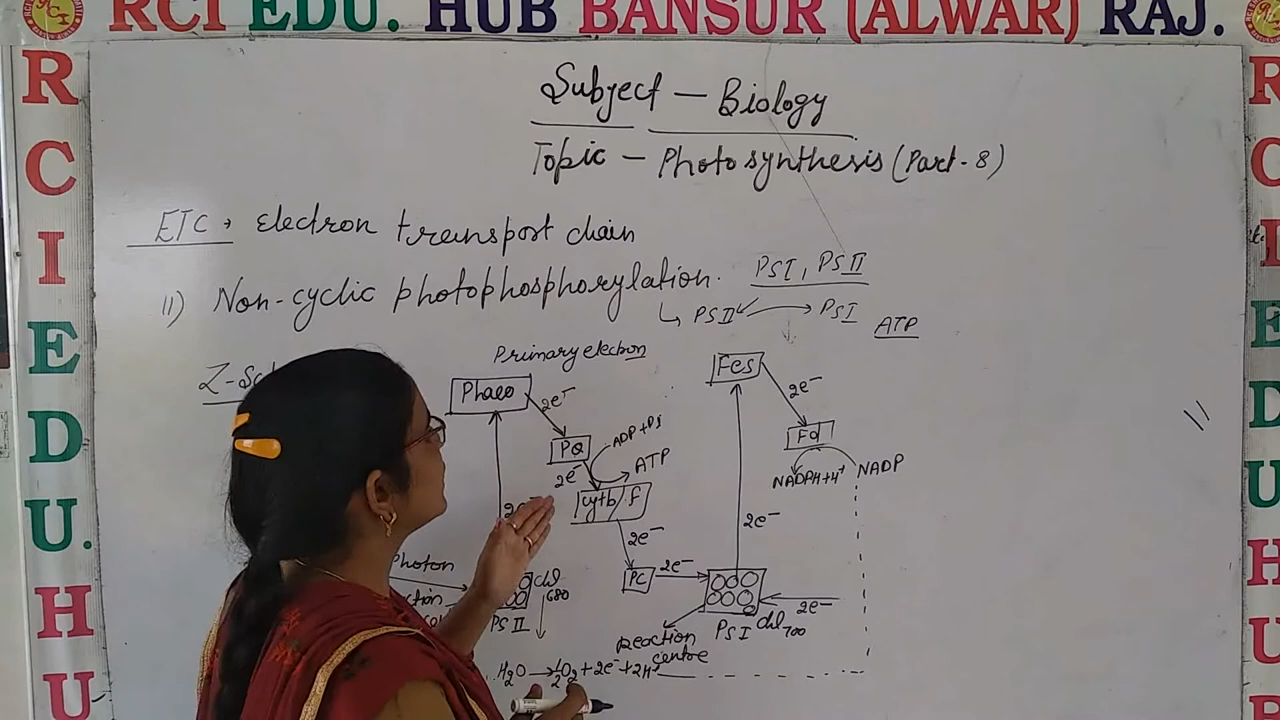 RCI EDU. HUB BANSUR (ALWAR) RAJ.
R
C
I
E
D
U.
H
U
Subject - Biology
Topic - Photosynthesis (Part-8)
ETC → Electron transport chain
II) Non-cyclic photophosphorylation. PSI, PSII
↳ PSII PSI
ATP
Primary electron
Phaeo
2e-
PQ
ADP+Pi
ATP
2e-
cytb/f
2e-
PC
2e-
FeS
2e-
Fd
NADPH+H+
NADP
2e-
2e-
Photon
PS II
chl 680
PS I
chl 700
Reaction centre
H2O → 1/2O2 + 2e- + 2H+
R
C
I
E
D
U.
H
U